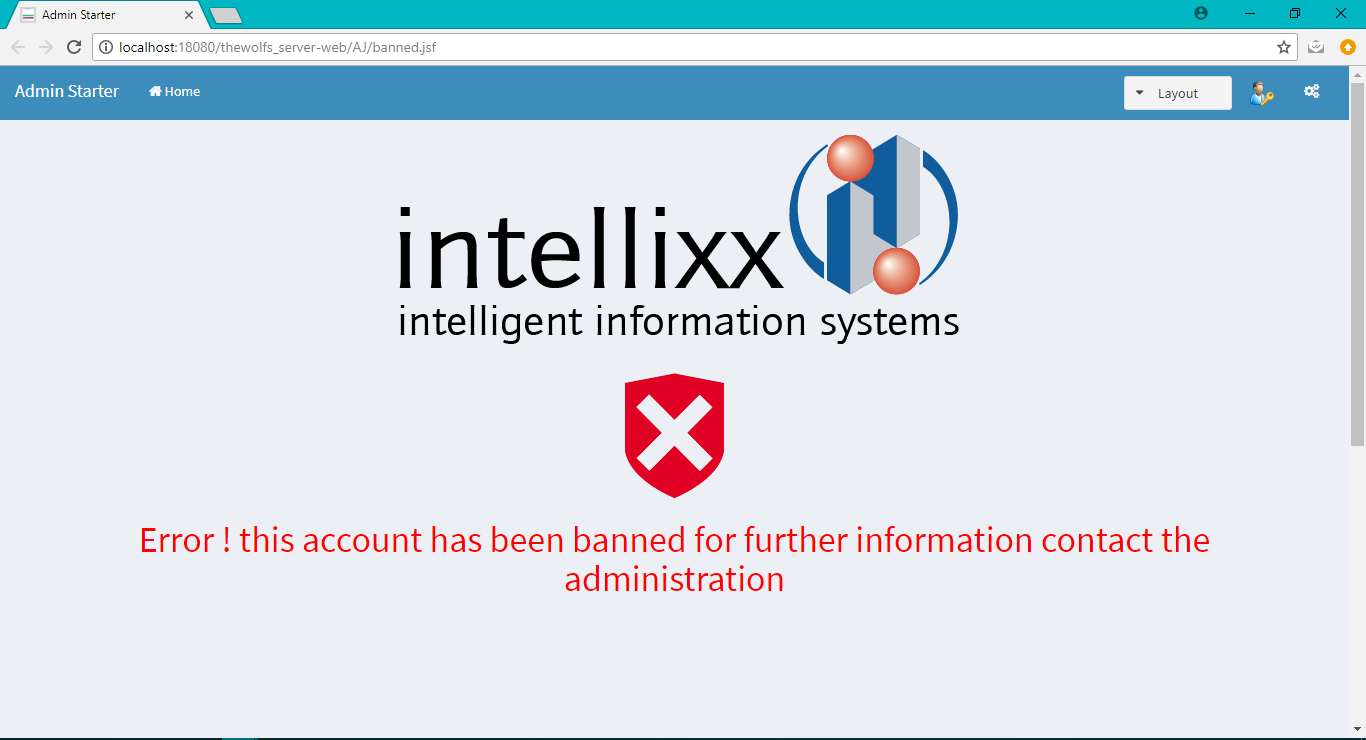 Admin Starter
localhost:18080/thewolfs_server-web/AJ/banned.jsf
Admin Starter Home Layout
intellixx
intelligent information systems
Error ! this account has been banned for further information contact the
administration